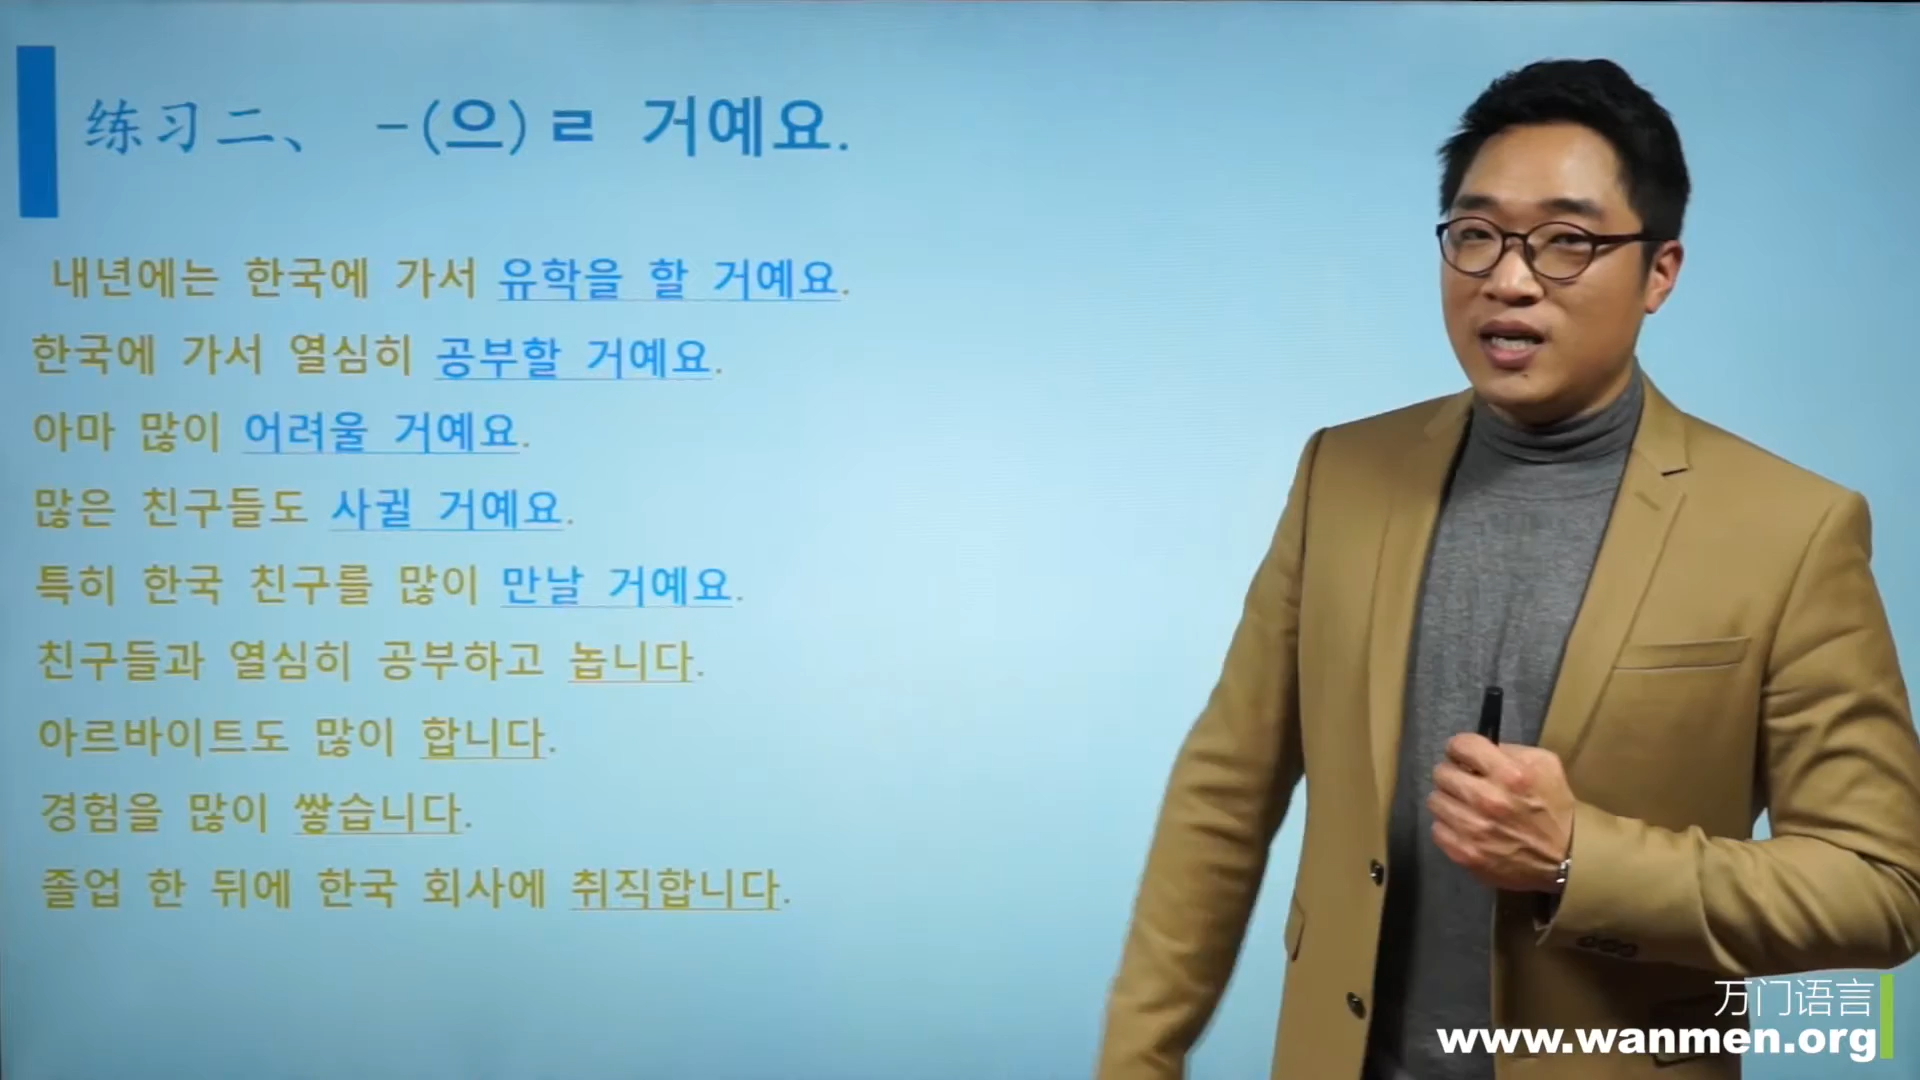 练习二、 -(으)ㄹ 거예요.
내년에는 한국에 가서 유학을 할 거예요.
한국에 가서 열심히 공부할 거예요.
아마 많이 어려울 거예요.
많은 친구들도 사귈 거예요.
특히 한국 친구를 많이 만날 거예요.
친구들과 열심히 공부하고 놉니다.
아르바이트도 많이 합니다.
경험을 많이 쌓습니다.
졸업 한 뒤에 한국 회사에 취직합니다.
万门语言
www.wanmen.org